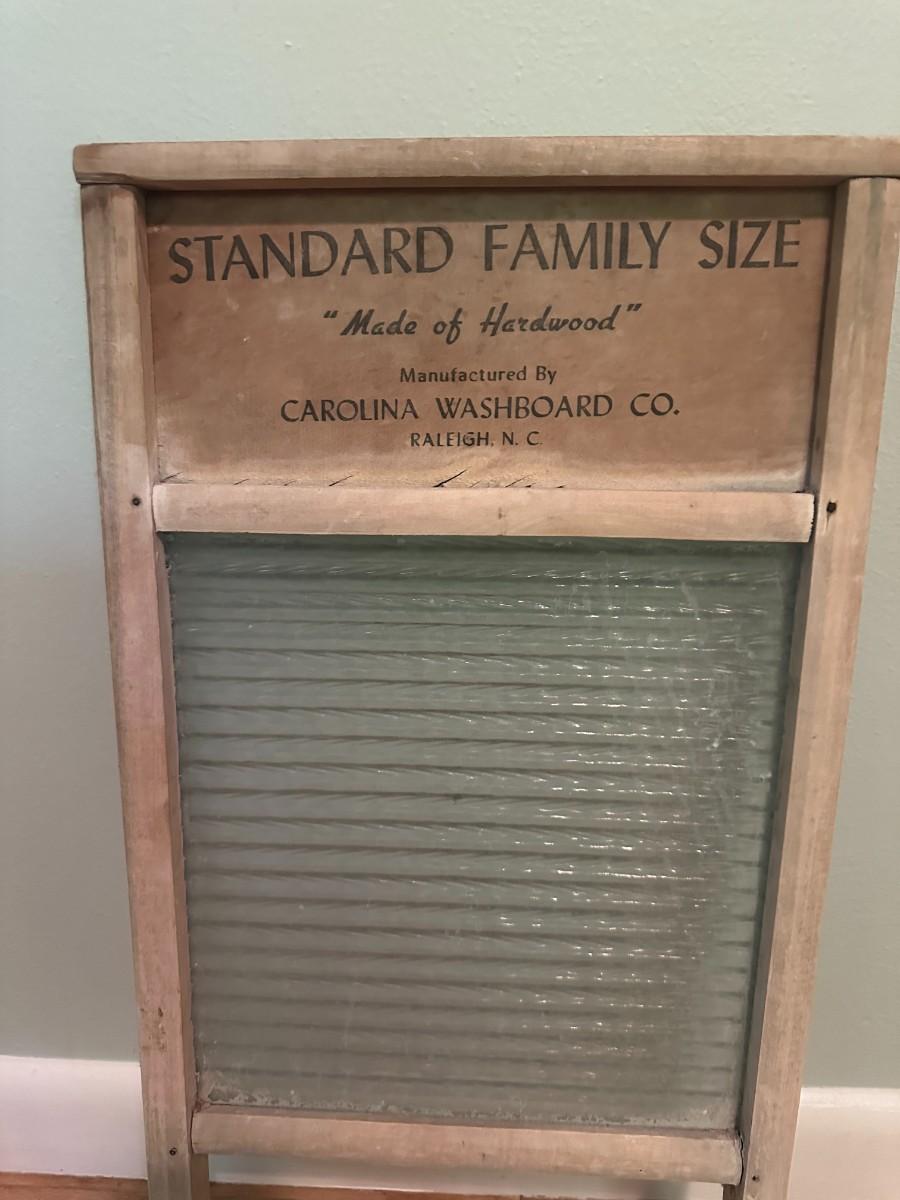 STANDARD FAMILY SIZE
"Made of Hardwood"
Manufactured By
CAROLINA WASHBOARD CO.
RALEIGH, N. C.